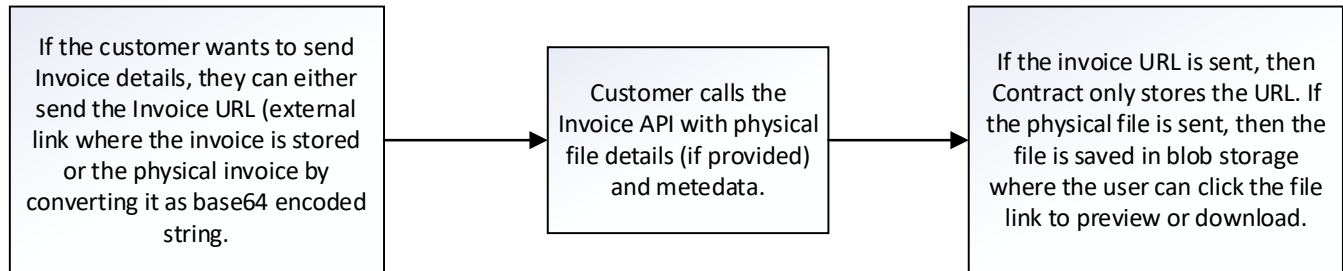 If the customer wants to send
Invoice details, they can either
send the Invoice URL (external
link where the invoice is stored
or the physical invoice by
converting it as base64 encoded
string.
Customer calls the
Invoice API with physical
file details (if provided)
and metedata.
If the invoice URL is sent, then
Contract only stores the URL. If
the physical file is sent, then the
file is saved in blob storage
where the user can click the file
link to preview or download.